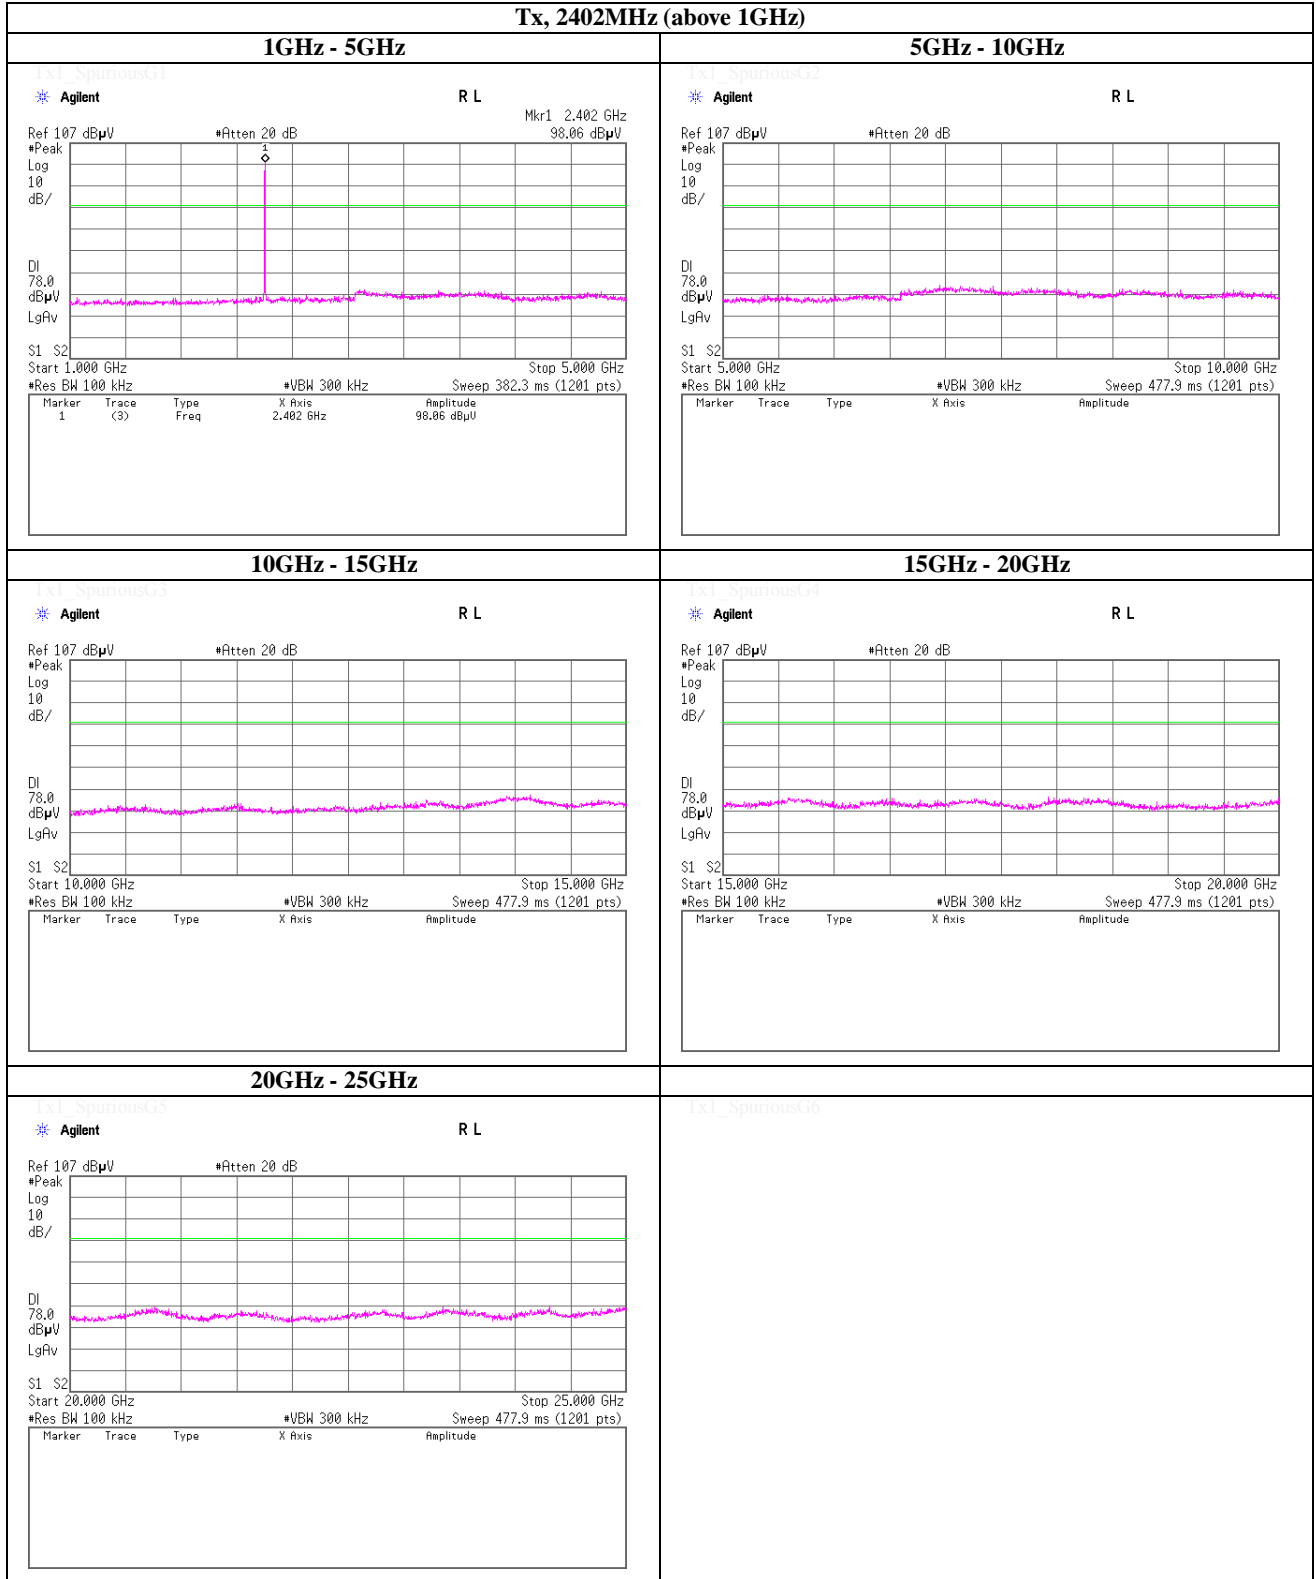 Tx, 2402MHz (above 1GHz)
1GHz - 5GHz
5GHz - 10GHz
Tx1_SpuriousG1
Agilent
R L
Mkr1 2.402 GHz
Ref 107 dBµV
#Atten 20 dB
98.06 dBµV
#Peak
1
Log
10
dB/
DI
78.0
dBµV
LgAv
S1 S2
Start 1.000 GHz
Stop 5.000 GHz
#Res BW 100 kHz
#VBW 300 kHz
Sweep 382.3 ms (1201 pts)
Marker Trace Type X Axis Amplitude
1 (3) Freq 2.402 GHz 98.06 dBµV
Tx1_SpuriousG2
Agilent
R L
Ref 107 dBµV
#Atten 20 dB
#Peak
Log
10
dB/
DI
78.0
dBµV
LgAv
S1 S2
Start 5.000 GHz
Stop 10.000 GHz
#Res BW 100 kHz
#VBW 300 kHz
Sweep 477.9 ms (1201 pts)
Marker Trace Type X Axis Amplitude
10GHz - 15GHz
15GHz - 20GHz
Tx1_SpuriousG3
Agilent
R L
Ref 107 dBµV
#Atten 20 dB
#Peak
Log
10
dB/
DI
78.0
dBµV
LgAv
S1 S2
Start 10.000 GHz
Stop 15.000 GHz
#Res BW 100 kHz
#VBW 300 kHz
Sweep 477.9 ms (1201 pts)
Marker Trace Type X Axis Amplitude
Tx1_SpuriousG4
Agilent
R L
Ref 107 dBµV
#Atten 20 dB
#Peak
Log
10
dB/
DI
78.0
dBµV
LgAv
S1 S2
Start 15.000 GHz
Stop 20.000 GHz
#Res BW 100 kHz
#VBW 300 kHz
Sweep 477.9 ms (1201 pts)
Marker Trace Type X Axis Amplitude
20GHz - 25GHz
Tx1_SpuriousG5
Agilent
R L
Ref 107 dBµV
#Atten 20 dB
#Peak
Log
10
dB/
DI
78.0
dBµV
LgAv
S1 S2
Start 20.000 GHz
Stop 25.000 GHz
#Res BW 100 kHz
#VBW 300 kHz
Sweep 477.9 ms (1201 pts)
Marker Trace Type X Axis Amplitude
Tx1_SpuriousG6